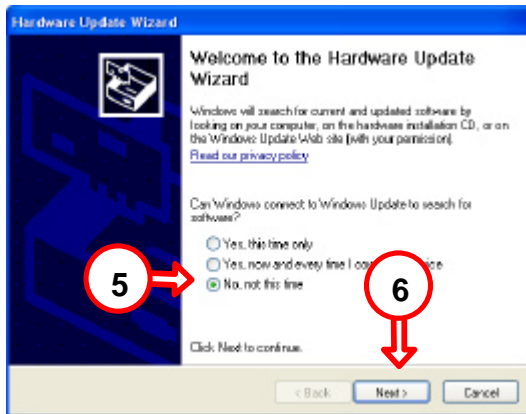 Hardware Update Wizard
Welcome to the Hardware Update
Wizard
Windows will search for current and updated software by
looking on your computer, on the hardware installation CD, or on
the Windows Update Web site (with your permission).
Read our privacy policy
Can Windows connect to Windows Update to search for
software?
Yes, this time only
Yes, now and every time I
No, not this time
5
6
Click Next to continue.
< Back
Next >
Cancel